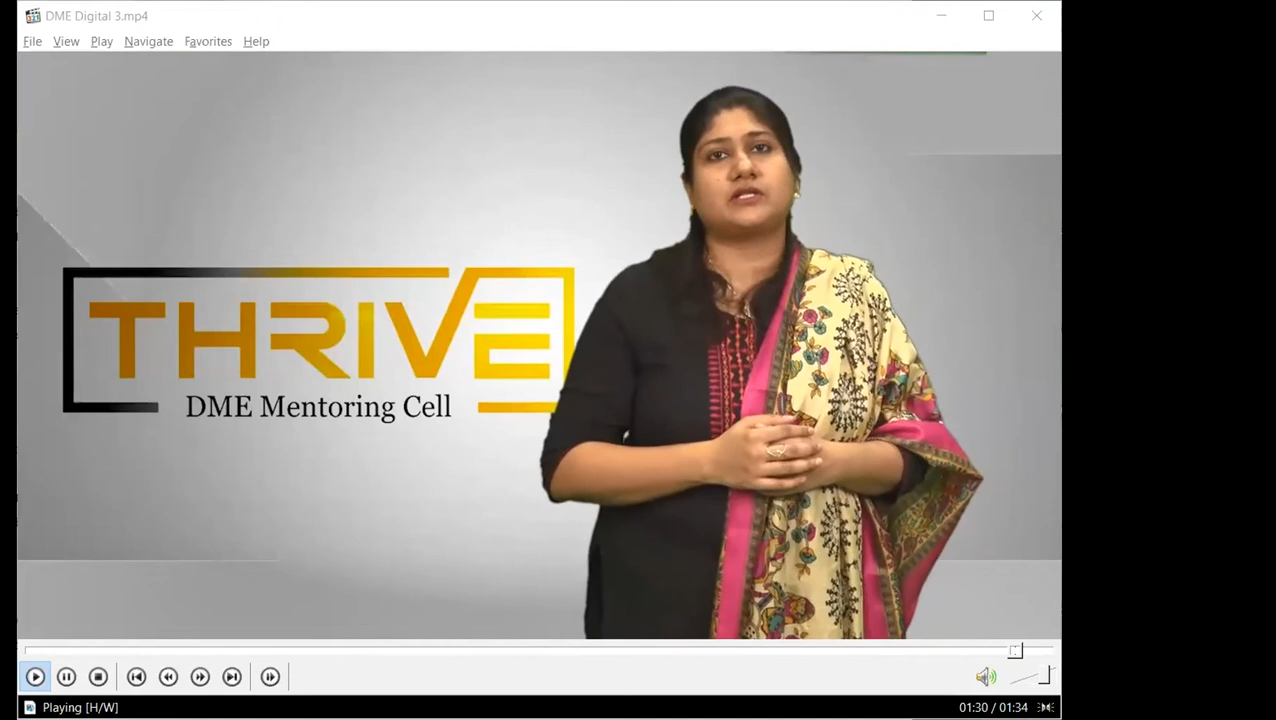 DME Digital 3.mp4
File View Play Navigate Favorites Help
THRIVE
DME Mentoring Cell
Playing [H/W]
01:30 / 01:34